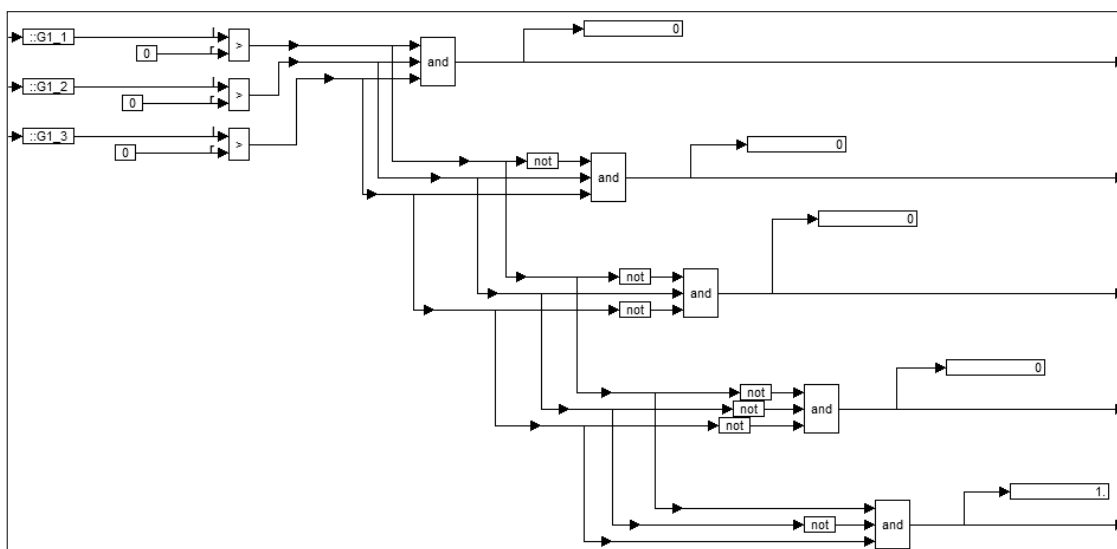 ::G1_1
l
r
0
>
0
and
::G1_2
l
r
0
>
::G1_3
l
r
0
>
not
and
0
0
not
and
not
0
not
not
and
not
1.
not
and